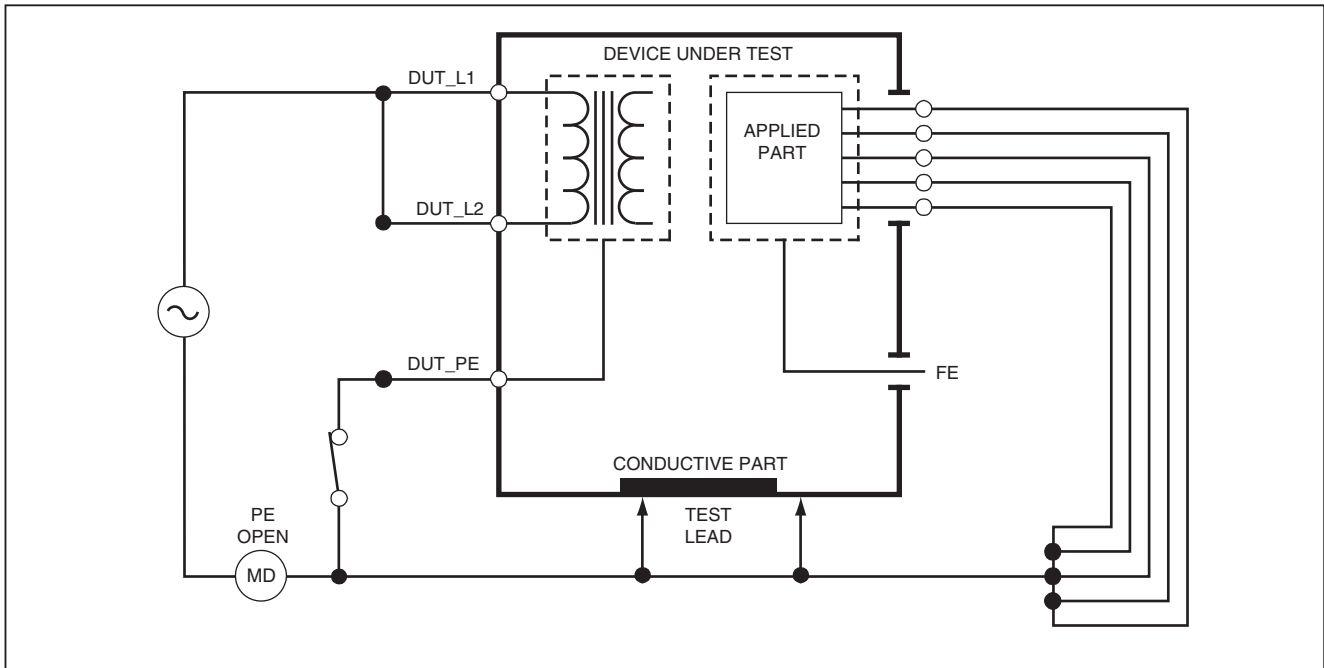 DEVICE UNDER TEST
DUT_L1
APPLIED
PART
DUT_L2
DUT_PE
FE
CONDUCTIVE PART
TEST
LEAD
PE
OPEN
MD